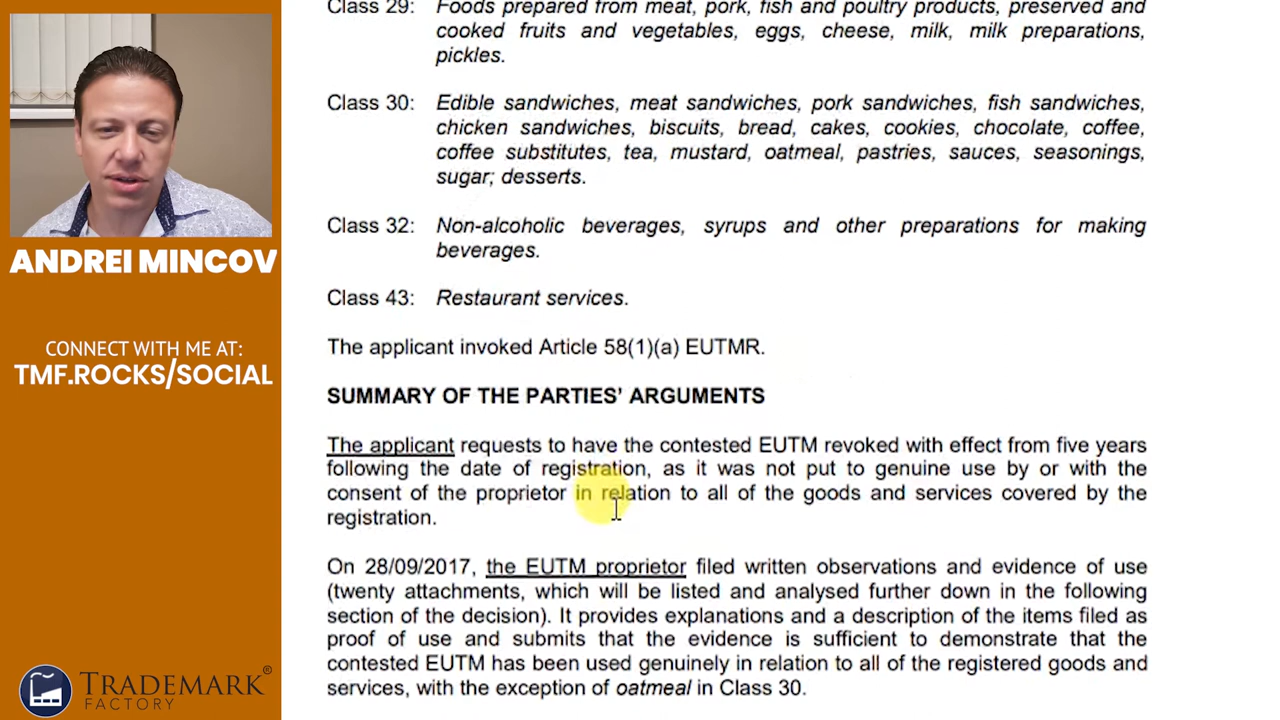 Class 29: Foods prepared from meat, pork, fish and poultry products, preserved and
cooked fruits and vegetables, eggs, cheese, milk, milk preparations,
pickles.
Class 30: Edible sandwiches, meat sandwiches, pork sandwiches, fish sandwiches,
chicken sandwiches, biscuits, bread, cakes, cookies, chocolate, coffee,
coffee substitutes, tea, mustard, oatmeal, pastries, sauces, seasonings,
sugar; desserts.
Class 32: Non-alcoholic beverages, syrups and other preparations for making
beverages.
Class 43: Restaurant services.
The applicant invoked Article 58(1)(a) EUTMR.
SUMMARY OF THE PARTIES' ARGUMENTS
The applicant requests to have the contested EUTM revoked with effect from five years
following the date of registration, as it was not put to genuine use by or with the
consent of the proprietor in relation to all of the goods and services covered by the
registration.
On 28/09/2017, the EUTM proprietor filed written observations and evidence of use
(twenty attachments, which will be listed and analysed further down in the following
section of the decision). It provides explanations and a description of the items filed as
proof of use and submits that the evidence is sufficient to demonstrate that the
contested EUTM has been used genuinely in relation to all of the registered goods and
services, with the exception of oatmeal in Class 30.
ANDREI MINCOV
CONNECT WITH ME AT:
TMF.ROCKS/SOCIAL
TRADEMARK®
FACTORY